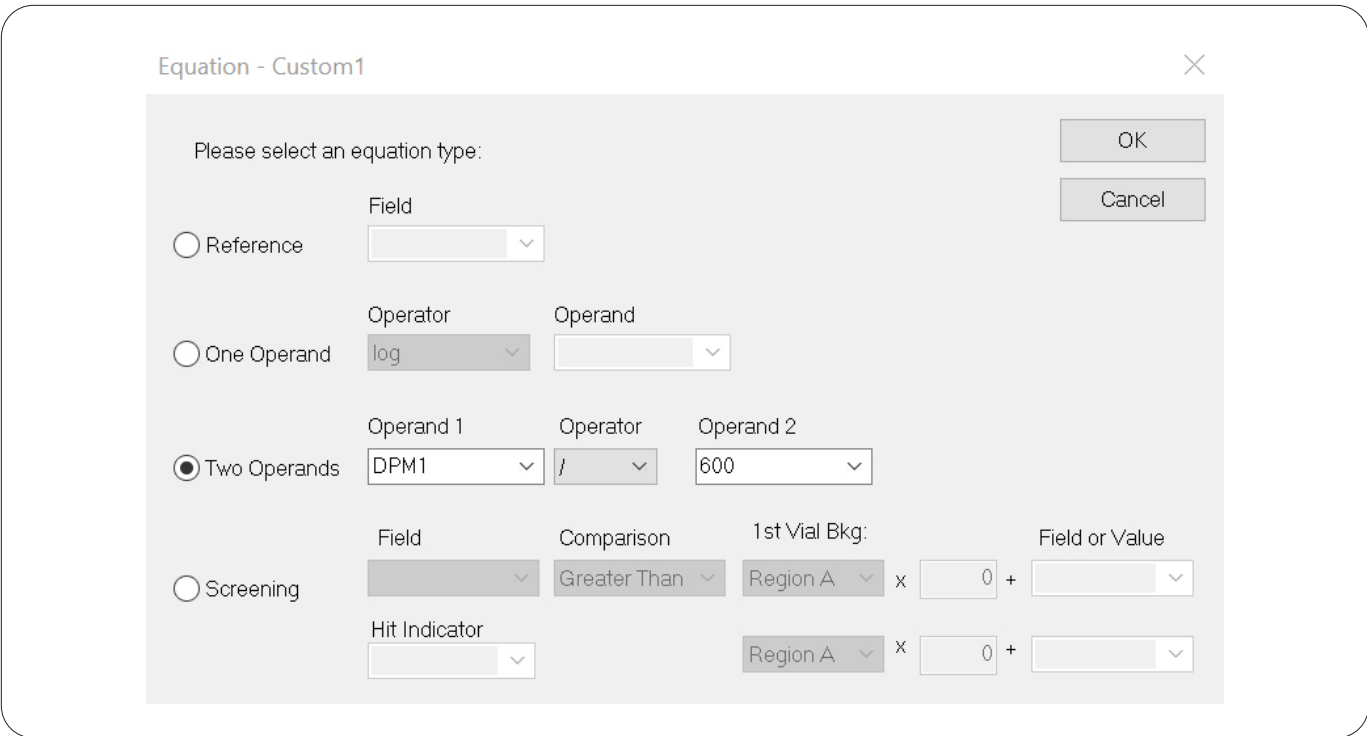 Equation - Custom1
Please select an equation type:
OK
Cancel
Field
Reference
Operator Operand
One Operand log
Operand 1 Operator Operand 2
Two Operands DPM1 / 600
Field Comparison 1st Vial Bkg: Field or Value
Screening Greater Than Region A x 0 +
Hit Indicator
Region A x 0 +